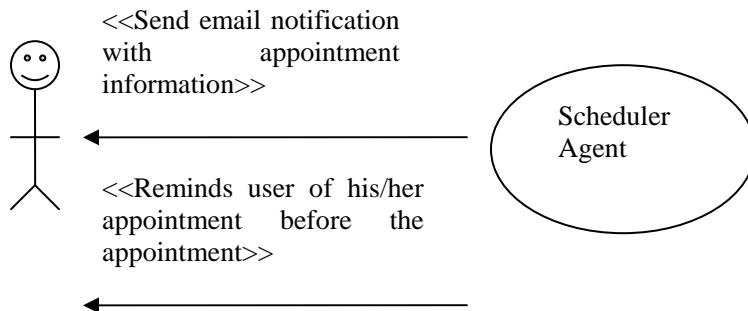 <<Send email notification
with appointment
information>>
Scheduler
Agent
<<Reminds user of his/her
appointment before the
appointment>>